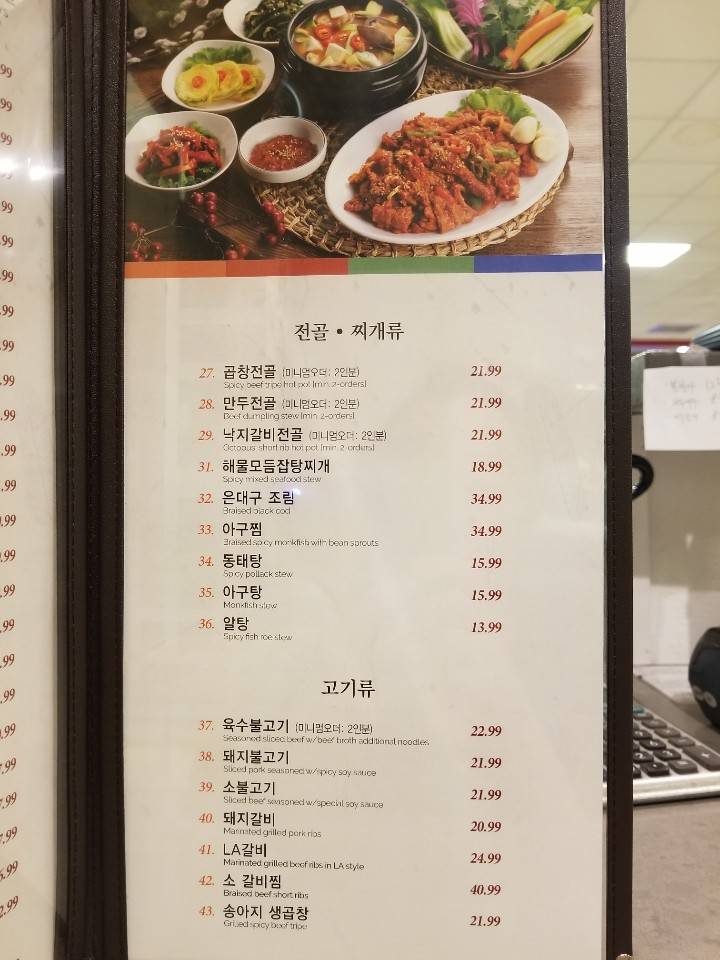 전골 • 찌개류
27. 곱창전골 (미니멈오더: 2인분) 21.99
Spicy beef tripe hot pot (min. 2-orders)
28. 만두전골 (미니멈오더: 2인분) 21.99
Beef dumpling stew (min. 2-orders)
29. 낙지갈비전골 (미니멈오더: 2인분) 21.99
Octopus short rib hot pot (min. 2-orders)
31. 해물모듬잡탕찌개 18.99
Spicy mixed seafood stew
32. 은대구 조림 34.99
Braised black cod
33. 아구찜 34.99
Braised spicy monkfish with bean sprouts
34. 동태탕 15.99
Spicy pollack stew
35. 아구탕 15.99
Monkfish stew
36. 알탕 13.99
Spicy fish roe stew
고기류
37. 육수불고기 (미니멈오더: 2인분) 22.99
Seasoned sliced beef w/beef broth additional noodles
38. 돼지불고기 21.99
Sliced pork seasoned w/spicy soy sauce
39. 소불고기 21.99
Sliced beef seasoned w/special soy sauce
40. 돼지갈비 20.99
Marinated grilled pork ribs
41. LA갈비 24.99
Marinated grilled beef ribs in LA style
42. 소 갈비찜 40.99
Braised beef short ribs
43. 송아지 생곱창 21.99
Grilled spicy beef tripe